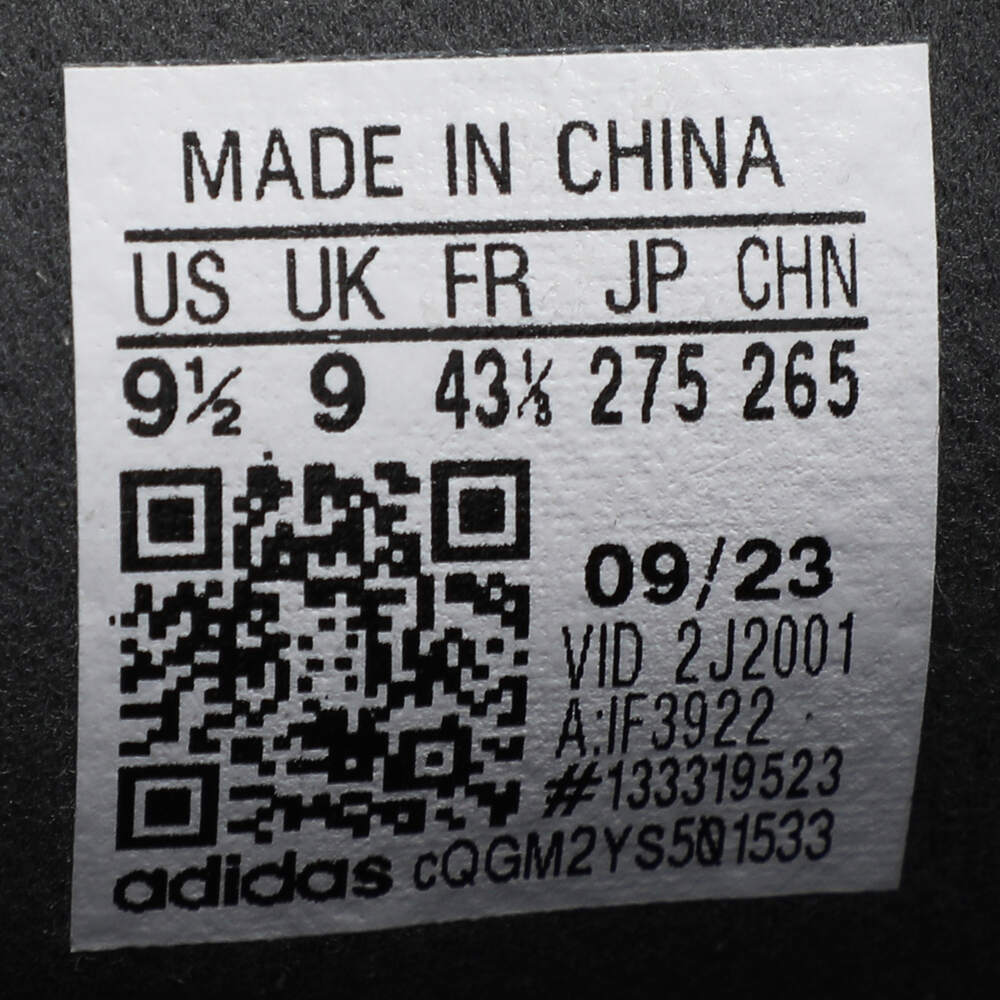 MADE IN CHINA
US UK FR JP CHN
9½ 9 43⅓ 275 265
09/23
VID 2J2001
A:IF3922
#133319523
adidas